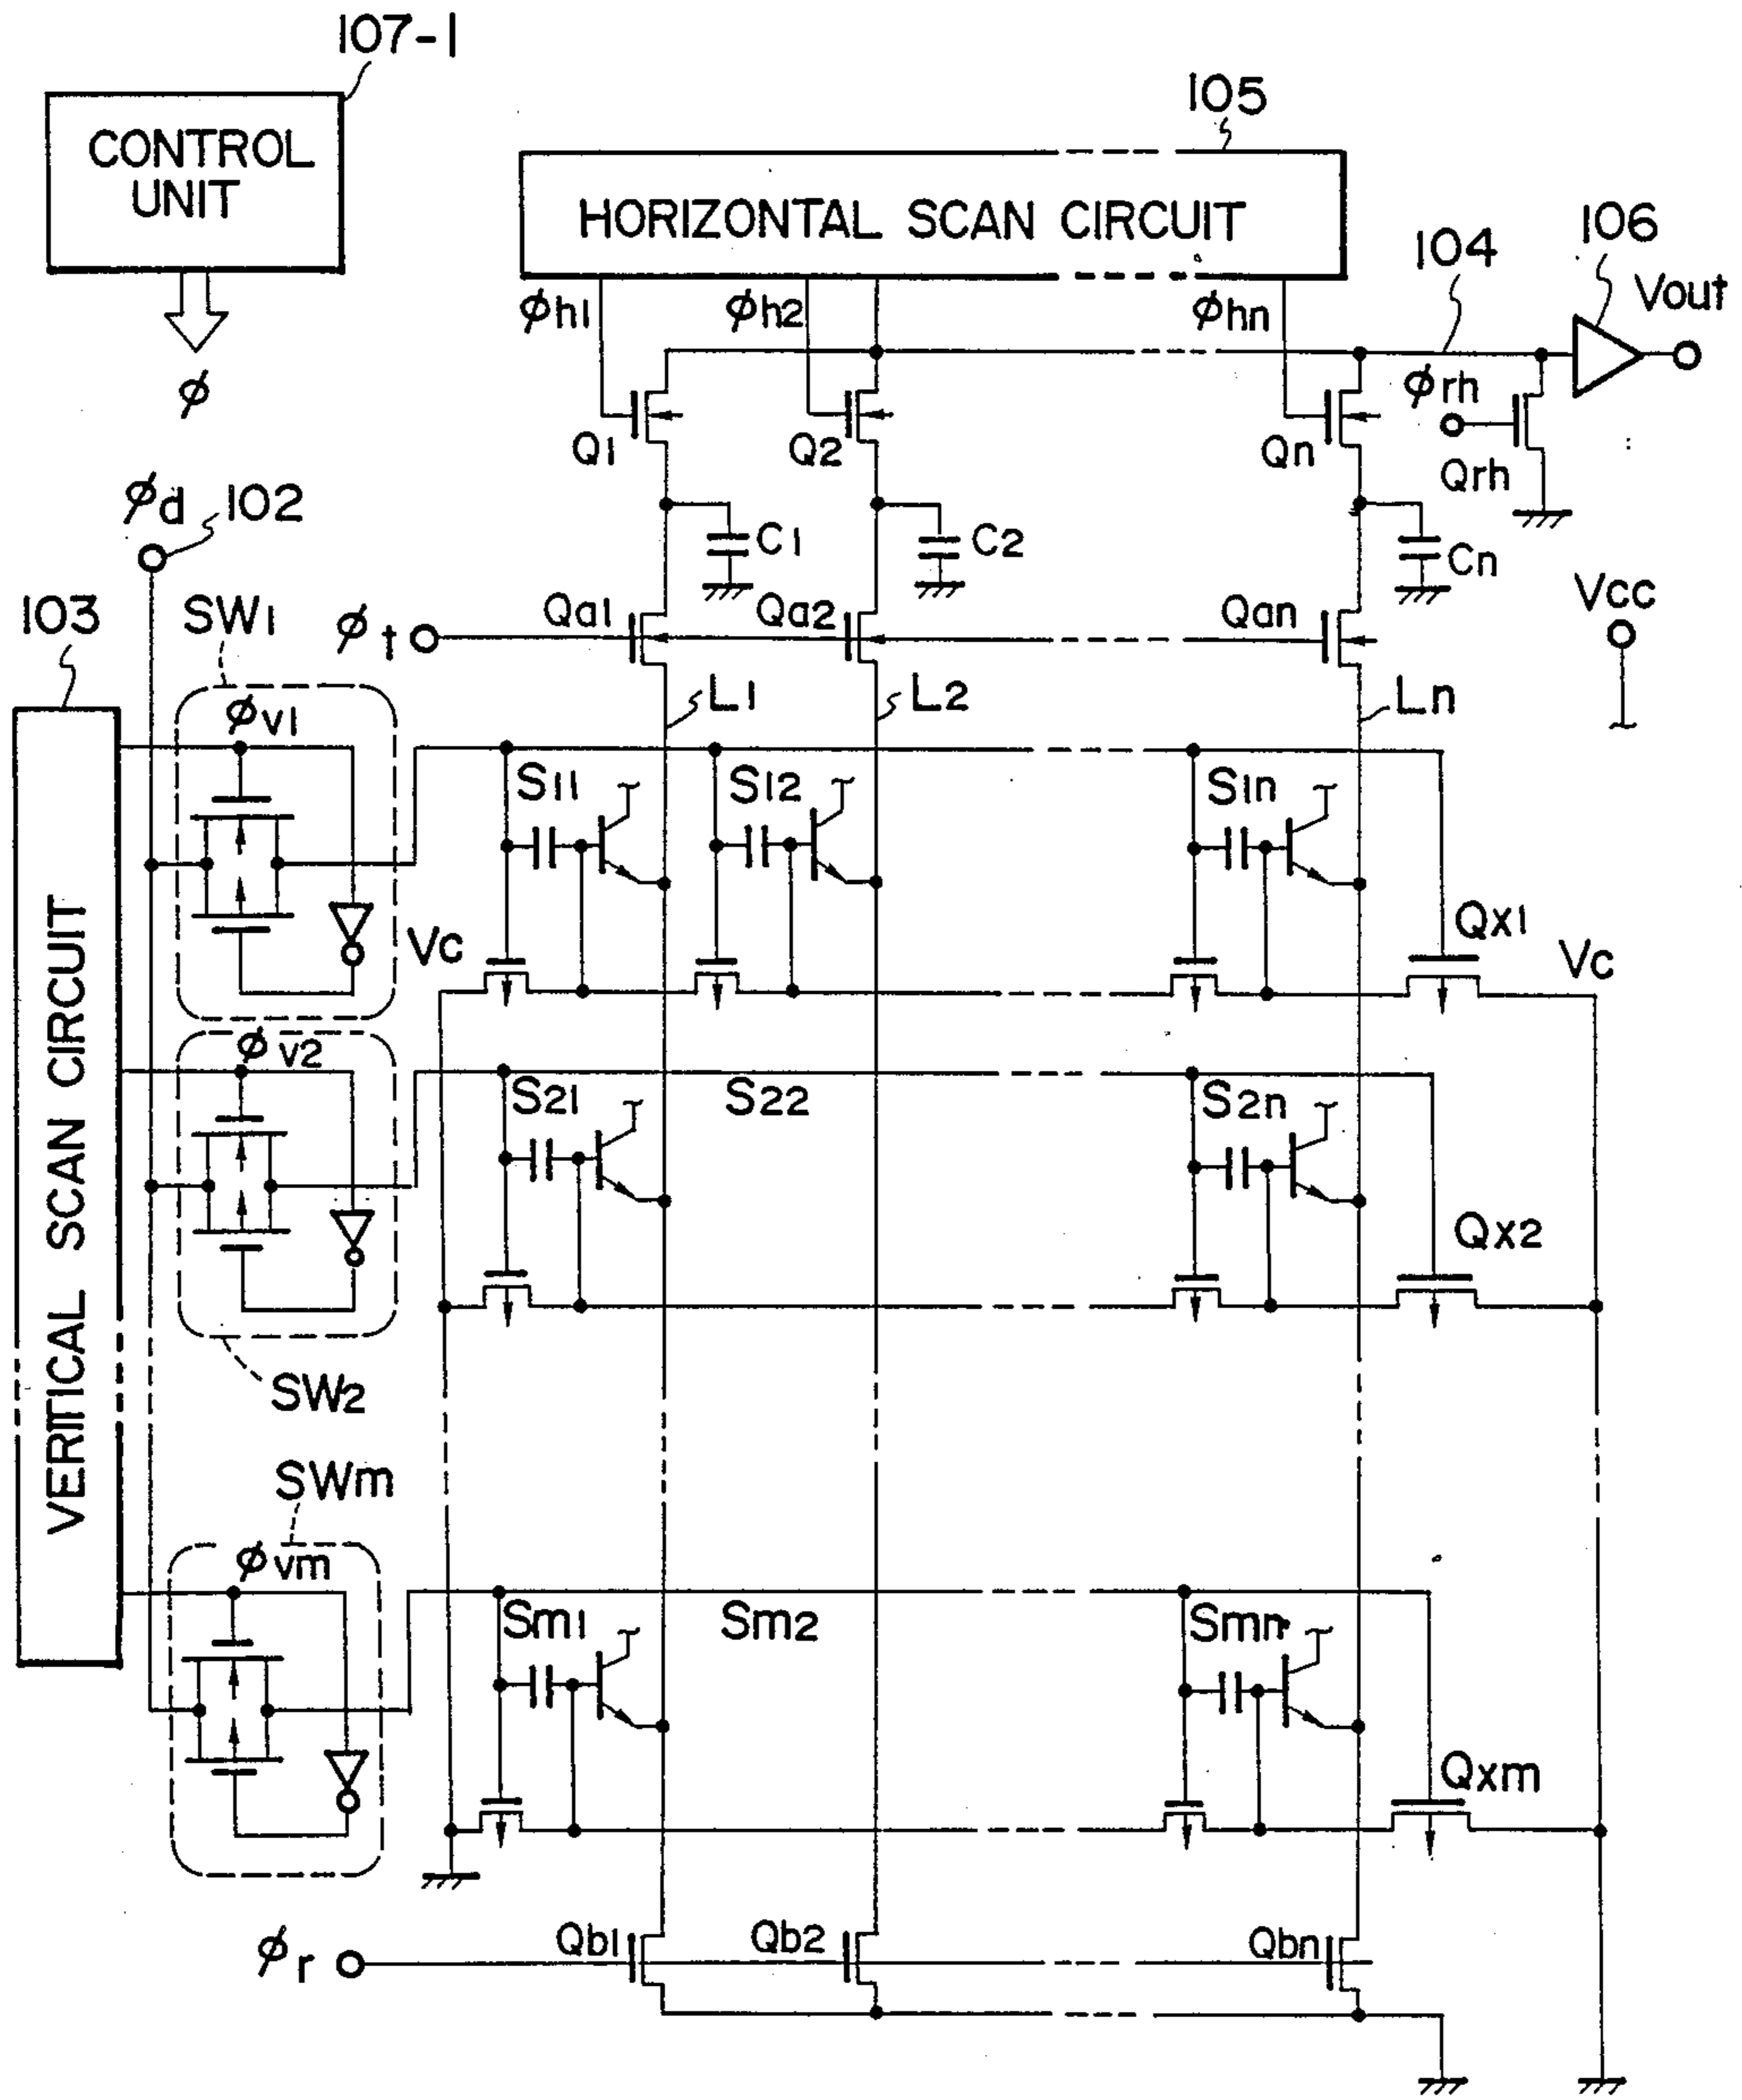 107-1
CONTROL
UNIT
φ
105
HORIZONTAL SCAN CIRCUIT
φh1
φh2
φhn
104
106
Vout
φrh
Qrh
Q1
Q2
Qn
φd
102
C1
C2
Cn
103
SW1
φt
Qa1
Qa2
Qan
Vcc
φv1
L1
L2
Ln
VERTICAL SCAN CIRCUIT
S11
S12
S1n
Vc
Qx1
Vc
φv2
S21
S22
S2n
Qx2
SW2
SWm
φvm
Sm1
Sm2
Smn
Qxm
φr
Qb1
Qb2
Qbn